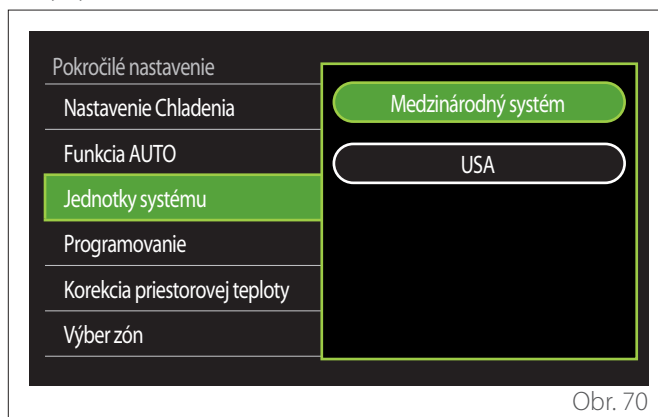 Pokročilé nastavenie
Nastavenie Chladenia
Funkcia AUTO
Jednotky systému
Programovanie
Korekcia priestorovej teploty
Výber zón
Medzinárodný systém
USA
Obr. 70